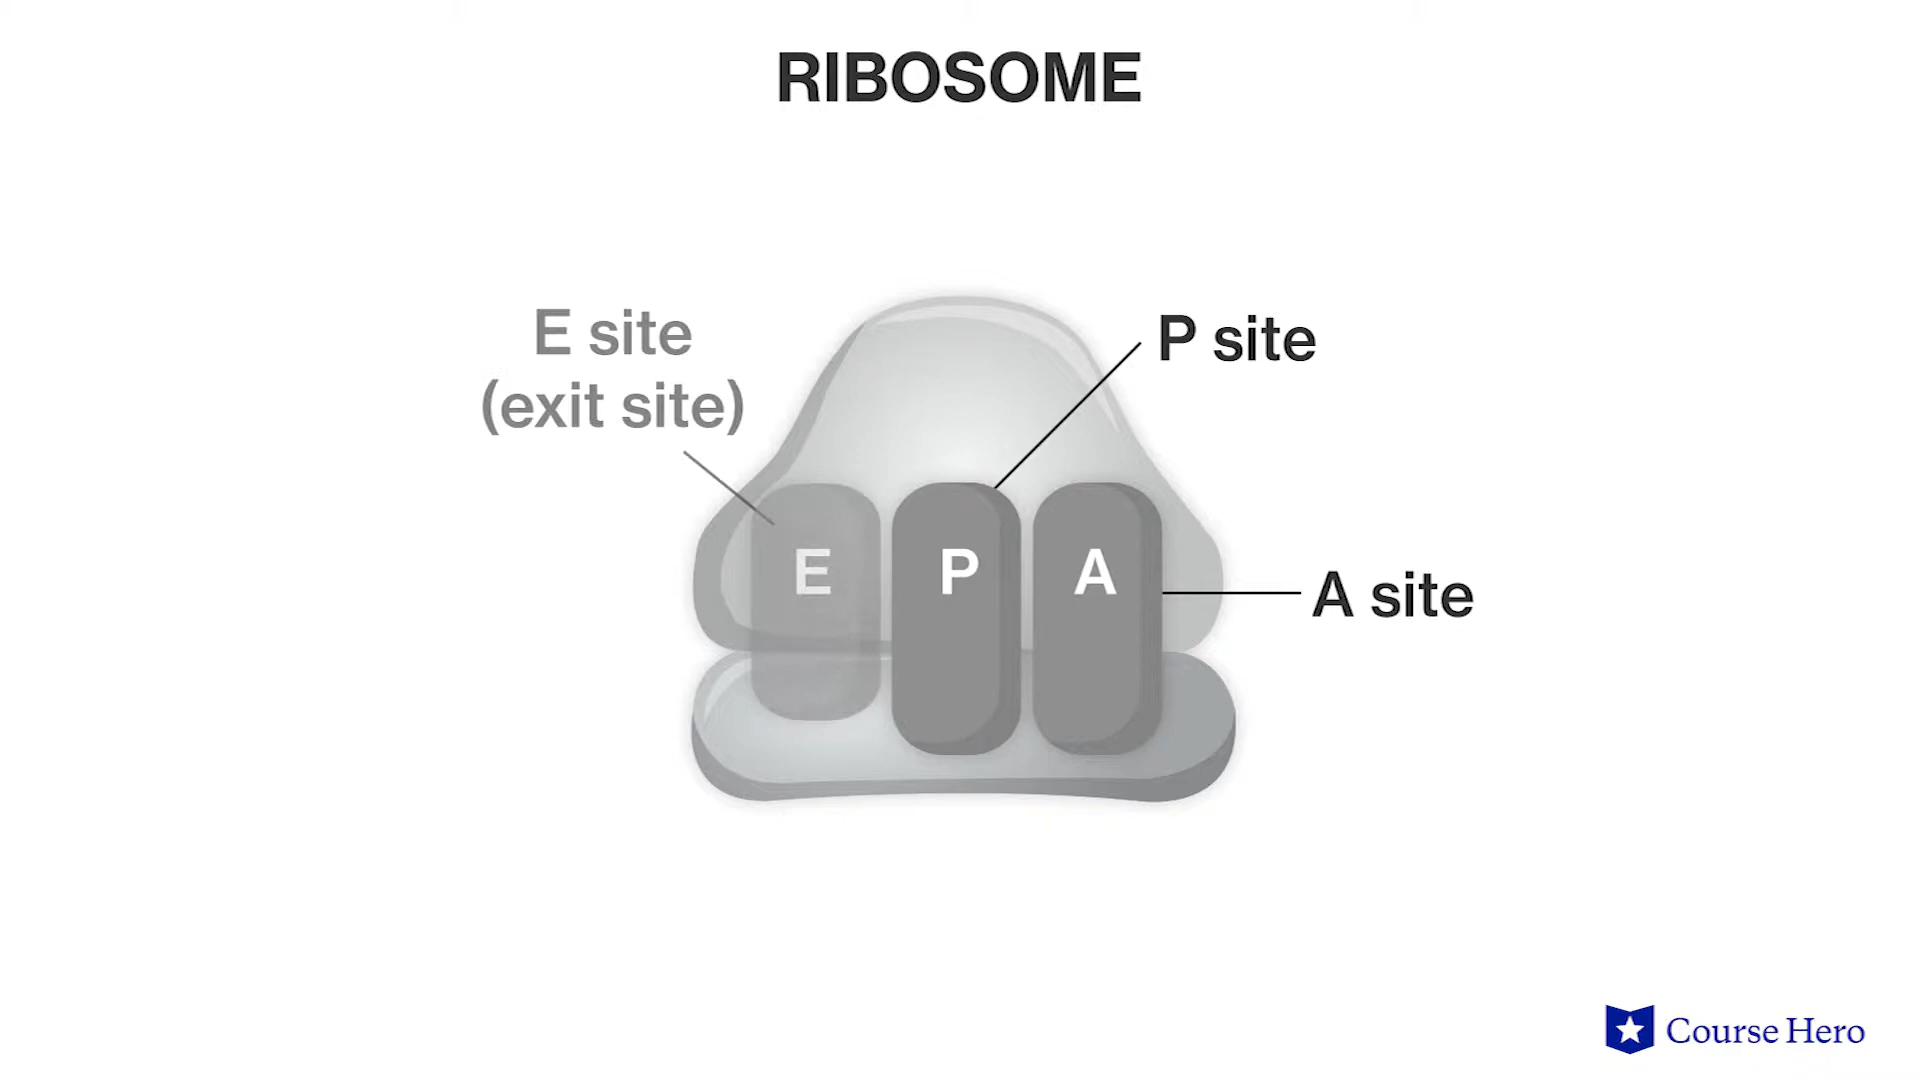 RIBOSOME
E site
(exit site)
P site
E
P
A
A site
Course Hero